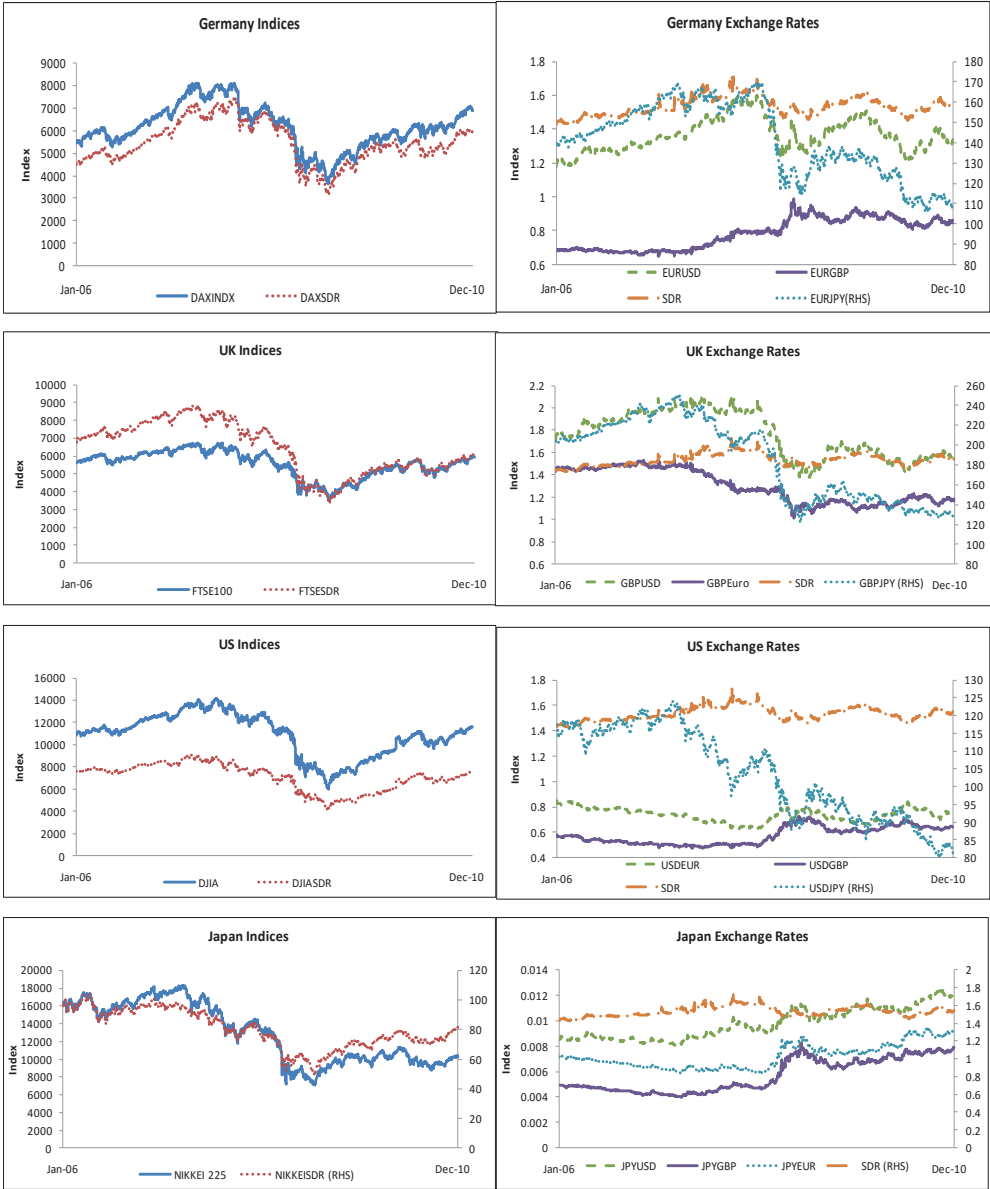 Germany Indices
9000
8000
7000
6000
5000
4000
3000
2000
1000
0
Index
Jan-06
Dec-10
DAXINDX
DAXSDR
Germany Exchange Rates
1.8
1.6
1.4
1.2
1
0.8
0.6
Index
180
170
160
150
140
130
120
110
100
90
80
Jan-06
Dec-10
EURUSD
EURGBP
SDR
EURJPY(RHS)
UK Indices
10000
9000
8000
7000
6000
5000
4000
3000
2000
1000
0
Index
Jan-06
Dec-10
FTSE100
FTSESDR
UK Exchange Rates
2.2
2
1.8
1.6
1.4
1.2
1
0.8
0.6
Index
260
240
220
200
180
160
140
120
100
80
Jan-06
Dec-10
GBPUSD
GBPEuro
SDR
GBPJPY (RHS)
US Indices
16000
14000
12000
10000
8000
6000
4000
2000
0
Index
Jan-06
Dec-10
DJIA
DJIASDR
US Exchange Rates
1.8
1.6
1.4
1.2
1
0.8
0.6
0.4
Index
130
125
120
115
110
105
100
95
90
85
80
Jan-06
Dec-10
USDEUR
USDGBP
SDR
USDJPY (RHS)
Japan Indices
20000
18000
16000
14000
12000
10000
8000
6000
4000
2000
0
Index
120
100
80
60
40
20
0
Jan-06
Dec-10
NIKKEI 225
NIKKEISDR (RHS)
Japan Exchange Rates
0.014
0.012
0.01
0.008
0.006
0.004
0.002
0
Index
2
1.8
1.6
1.4
1.2
1
0.8
0.6
0.4
0.2
0
Jan-06
Dec-10
JPYUSD
JPYGBP
JPYEUR
SDR (RHS)